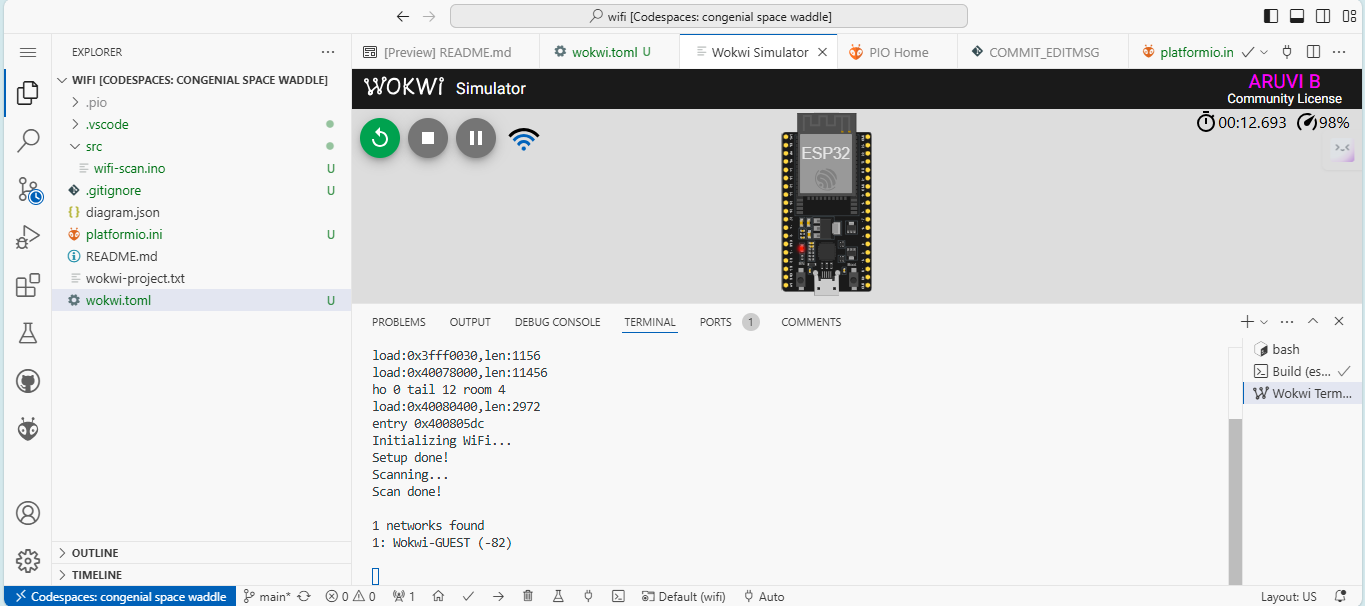 wifi [Codespaces: congenial space waddle]
EXPLORER
WIFI [CODESPACES: CONGENIAL SPACE WADDLE]
.pio
.vscode
src
wifi-scan.ino U
.gitignore U
diagram.json
platformio.ini U
README.md
wokwi-project.txt
wokwi.toml U
OUTLINE
TIMELINE
[Preview] README.md
wokwi.toml U
Wokwi Simulator
PIO Home
COMMIT_EDITMSG
platformio.in
WOKWi Simulator
ARUVI B
Community License
00:12.693 98%
ESP32
PROBLEMS OUTPUT DEBUG CONSOLE TERMINAL PORTS 1 COMMENTS
load:0x3fff0030,len:1156
load:0x40078000,len:11456
ho 0 tail 12 room 4
load:0x40080400,len:2972
entry 0x400805dc
Initializing WiFi...
Setup done!
Scanning...
Scan done!
1 networks found
1: Wokwi-GUEST (-82)
bash
Build (es...
Wokwi Term...
Codespaces: congenial space waddle main* 0 0 1 Default (wifi) Auto Layout: US